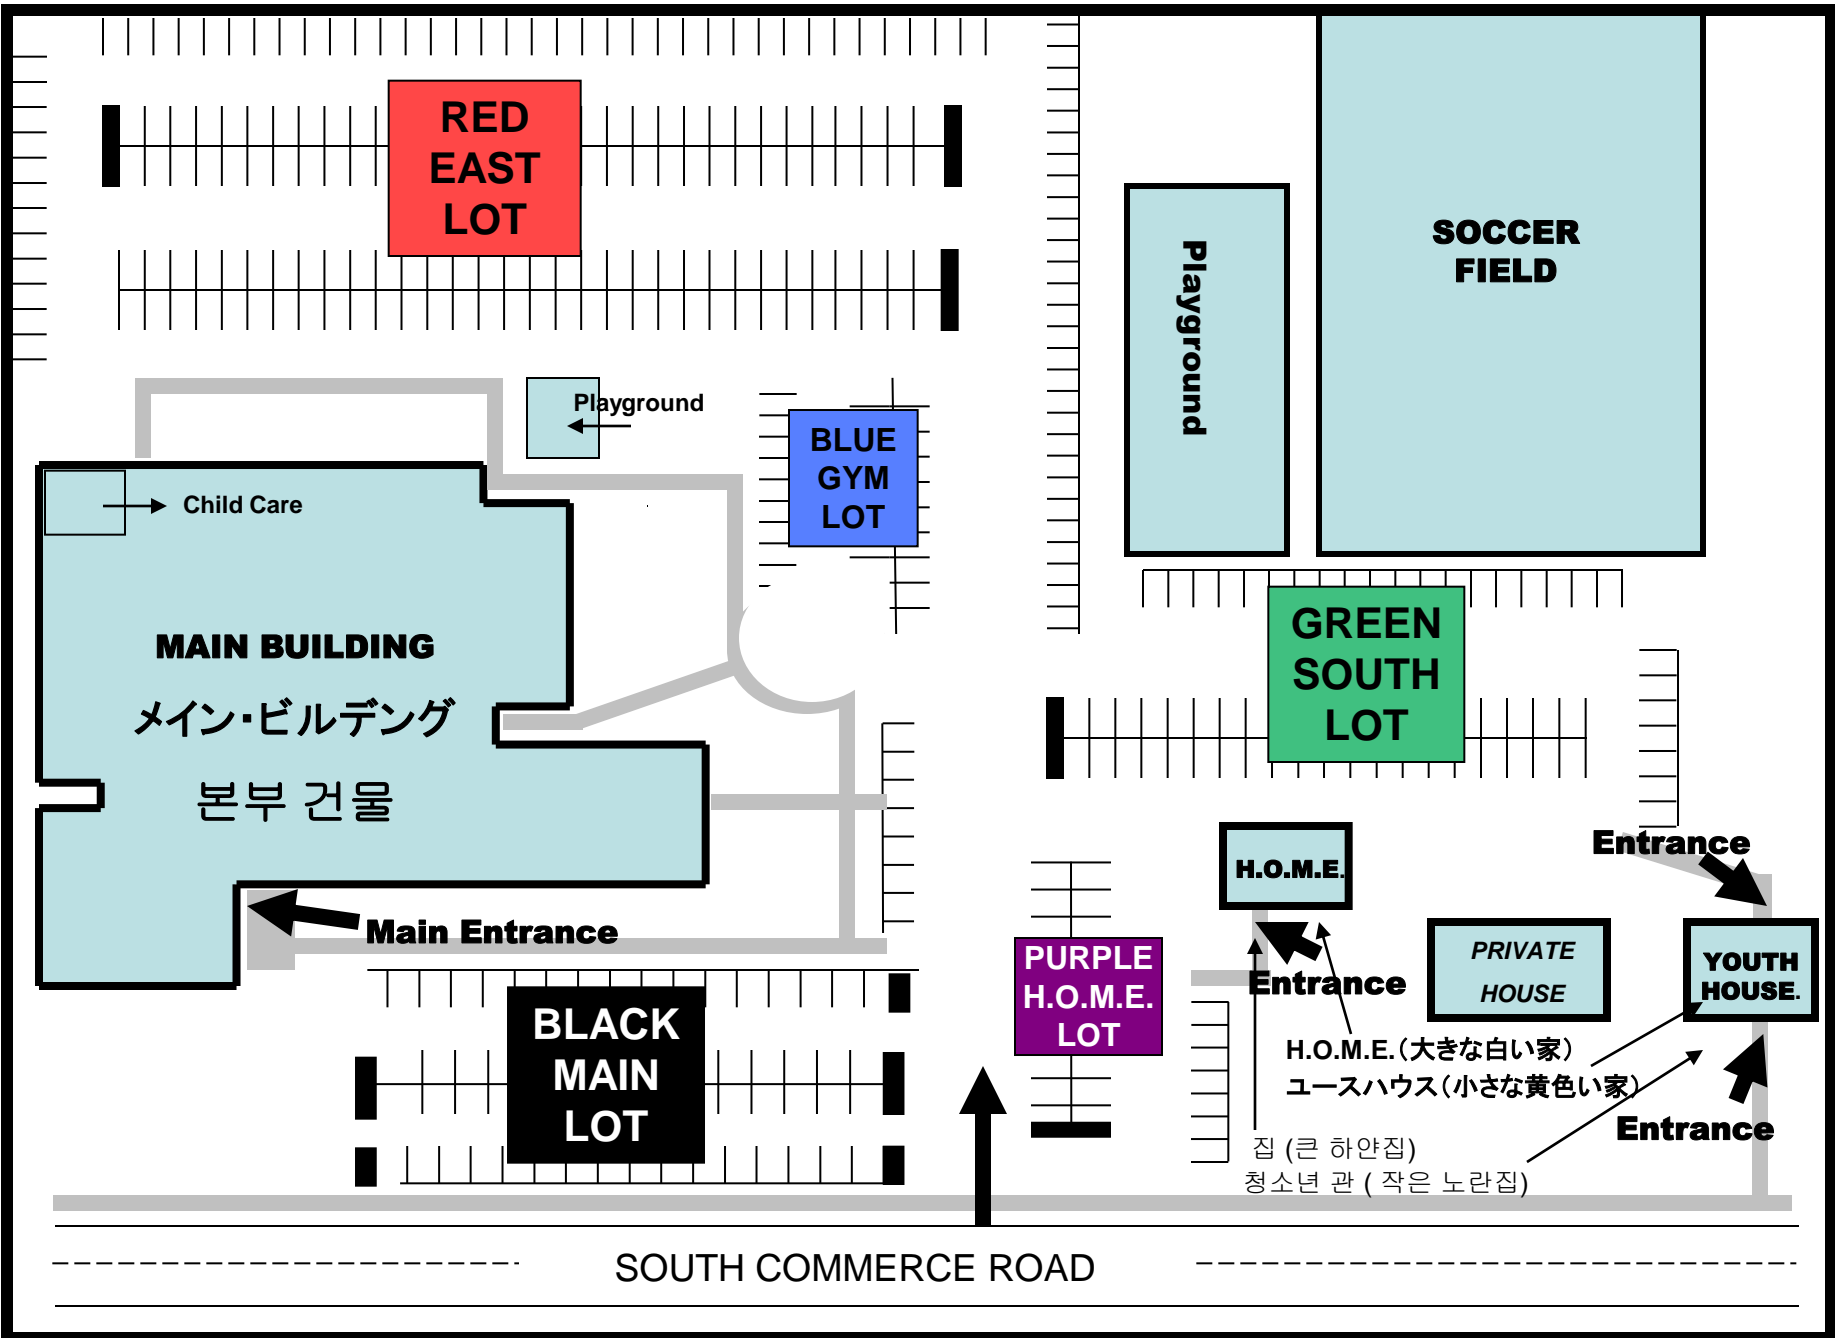 RED
EAST
LOT
SOCCER
FIELD
Playground
Playground
BLUE
GYM
LOT
Child Care
MAIN BUILDING
メイン・ビルデング
본부 건물
GREEN
SOUTH
LOT
Entrance
H.O.M.E.
Main Entrance
PURPLE
H.O.M.E.
LOT
Entrance
PRIVATE
HOUSE
YOUTH
HOUSE.
BLACK
MAIN
LOT
H.O.M.E.(大きな白い家)
ユースハウス(小さな黄色い家)
Entrance
집 (큰 하얀집)
청소년 관 ( 작은 노란집)
SOUTH COMMERCE ROAD